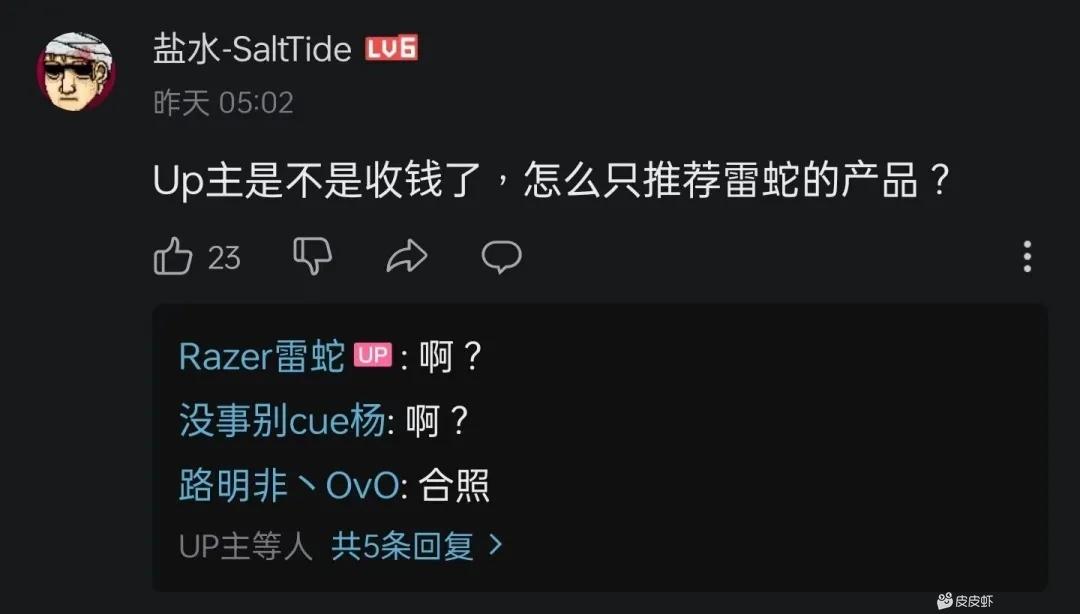 盐水-SaltTide LV6
昨天 05:02
Up主是不是收钱了，怎么只推荐雷蛇的产品？
23
Razer雷蛇 UP : 啊？
没事别cue杨: 啊？
路明非丶OvO: 合照
UP主等人 共5条回复 >
皮皮虾